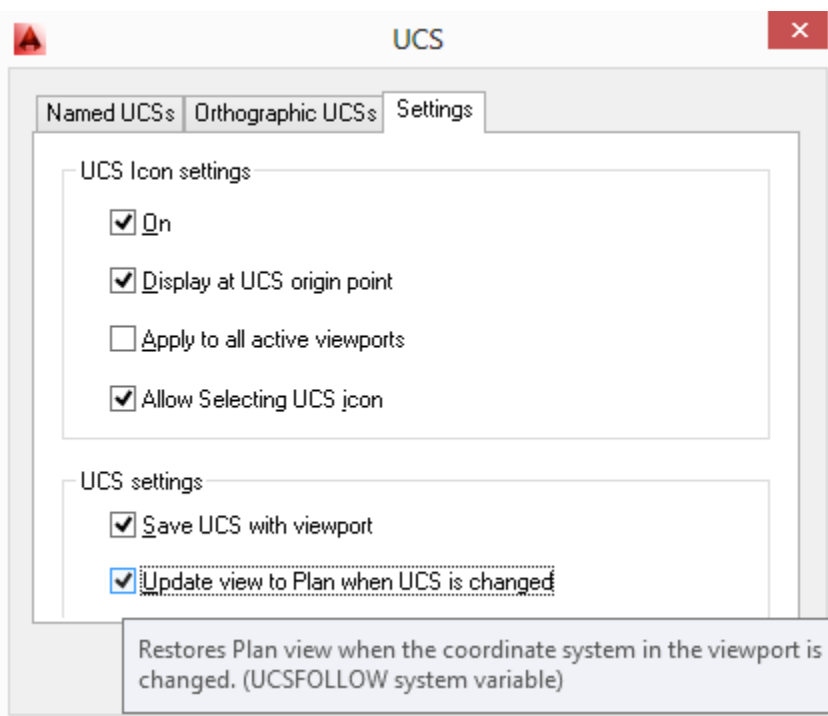 UCS
Named UCSs Orthographic UCSs Settings
UCS Icon settings
On
Display at UCS origin point
Apply to all active viewports
Allow Selecting UCS icon
UCS settings
Save UCS with viewport
Update view to Plan when UCS is changed
Restores Plan view when the coordinate system in the viewport is
changed. (UCSFOLLOW system variable)